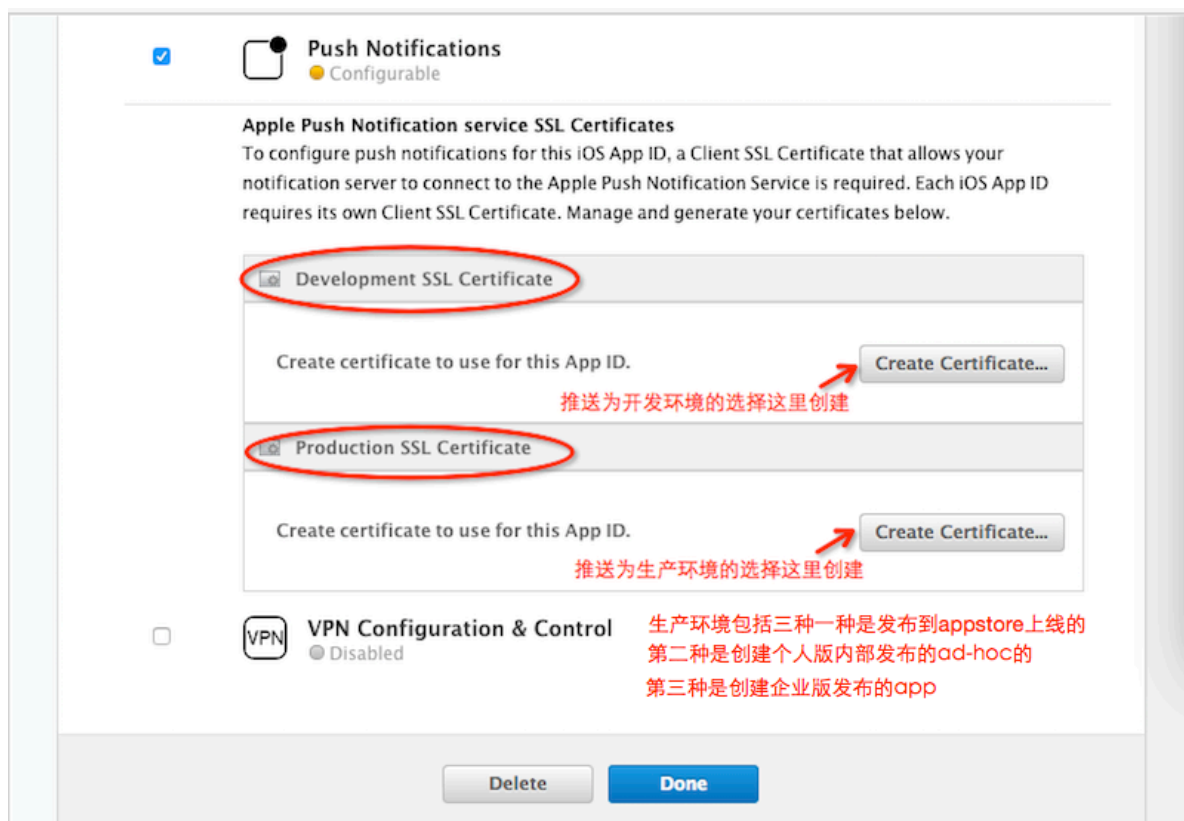 Push Notifications
Configurable
Apple Push Notification service SSL Certificates
To configure push notifications for this iOS App ID, a Client SSL Certificate that allows your
notification server to connect to the Apple Push Notification Service is required. Each iOS App ID
requires its own Client SSL Certificate. Manage and generate your certificates below.
Development SSL Certificate
Create certificate to use for this App ID.
Create Certificate...
推送为开发环境的选择这里创建
Production SSL Certificate
Create certificate to use for this App ID.
Create Certificate...
推送为生产环境的选择这里创建
VPN
VPN Configuration & Control
Disabled
生产环境包括三种一种是发布到appstore上线的
第二种是创建个人版内部发布的ad-hoc的
第三种是创建企业版发布的app
Delete
Done